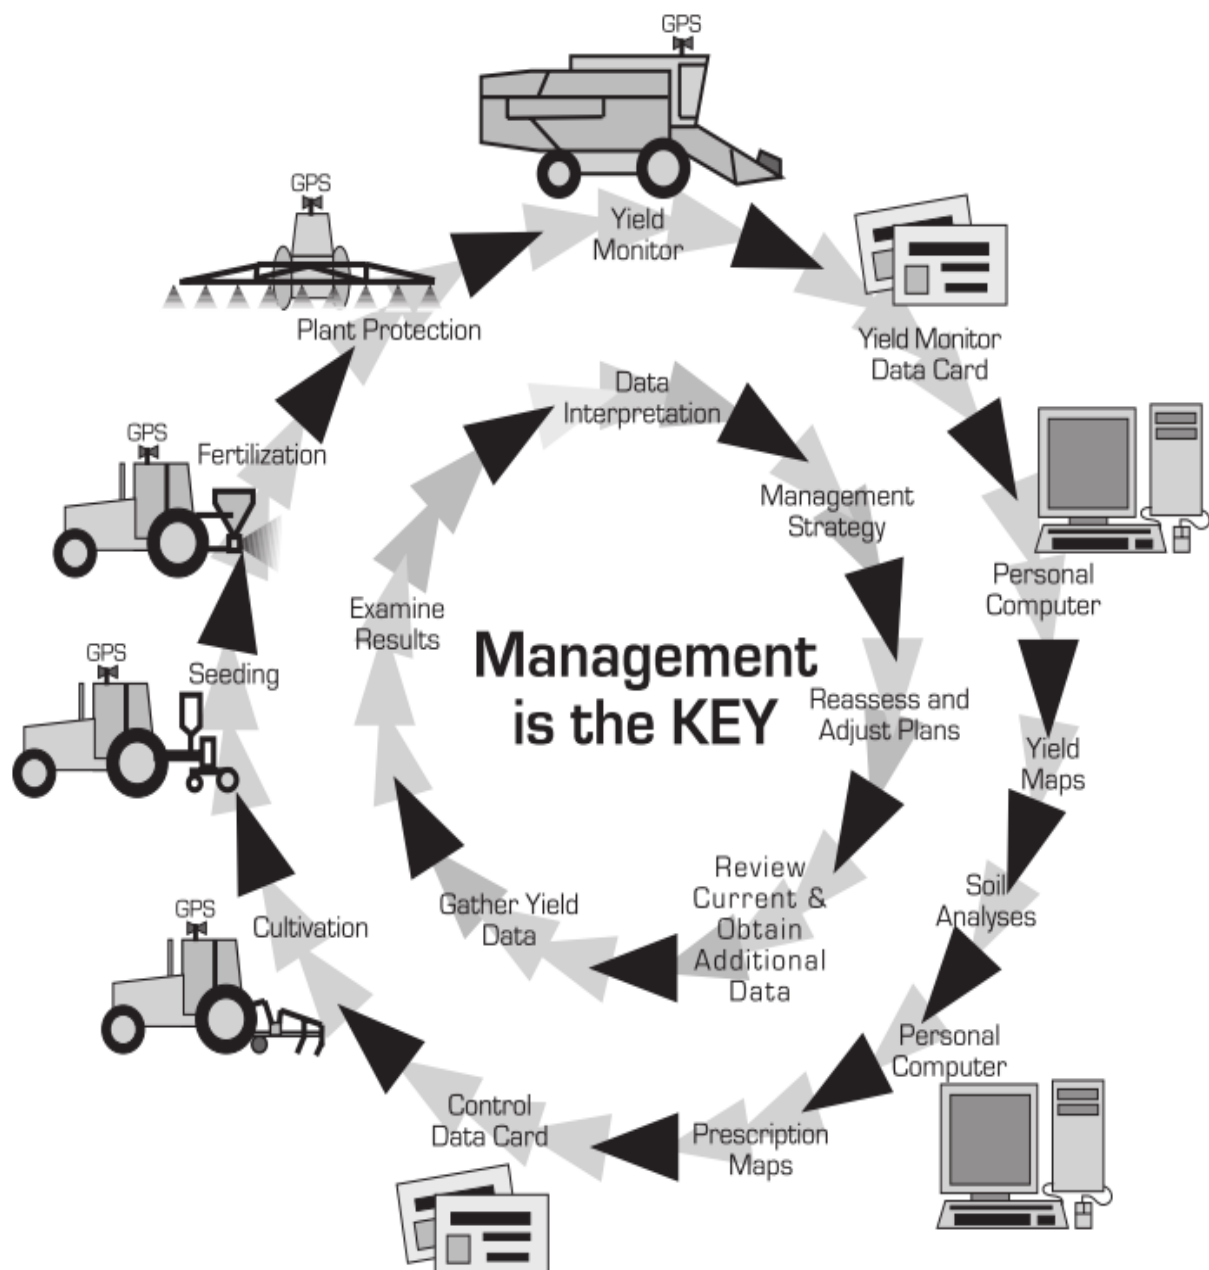 GPS
Yield
Monitor
Yield Monitor
Data Card
Personal
Computer
Yield
Maps
Soil
Analyses
Personal
Computer
Prescription
Maps
Control
Data Card
GPS
Cultivation
GPS
Seeding
GPS
Fertilization
GPS
Plant Protection
Data
Interpretation
Management
Strategy
Reassess and
Adjust Plans
Review
Current &
Obtain
Additional
Data
Gather Yield
Data
Examine
Results
Management
is the KEY